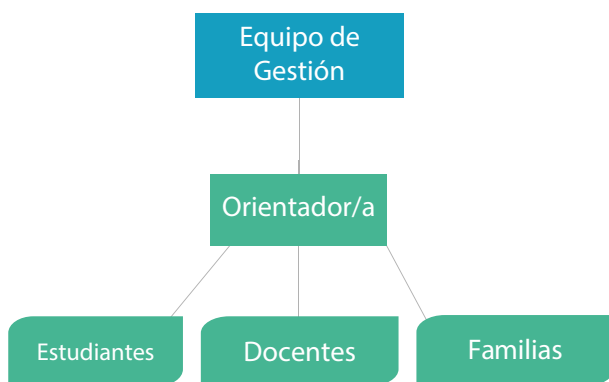 Equipo de
Gestión
Orientador/a
Estudiantes
Docentes
Familias